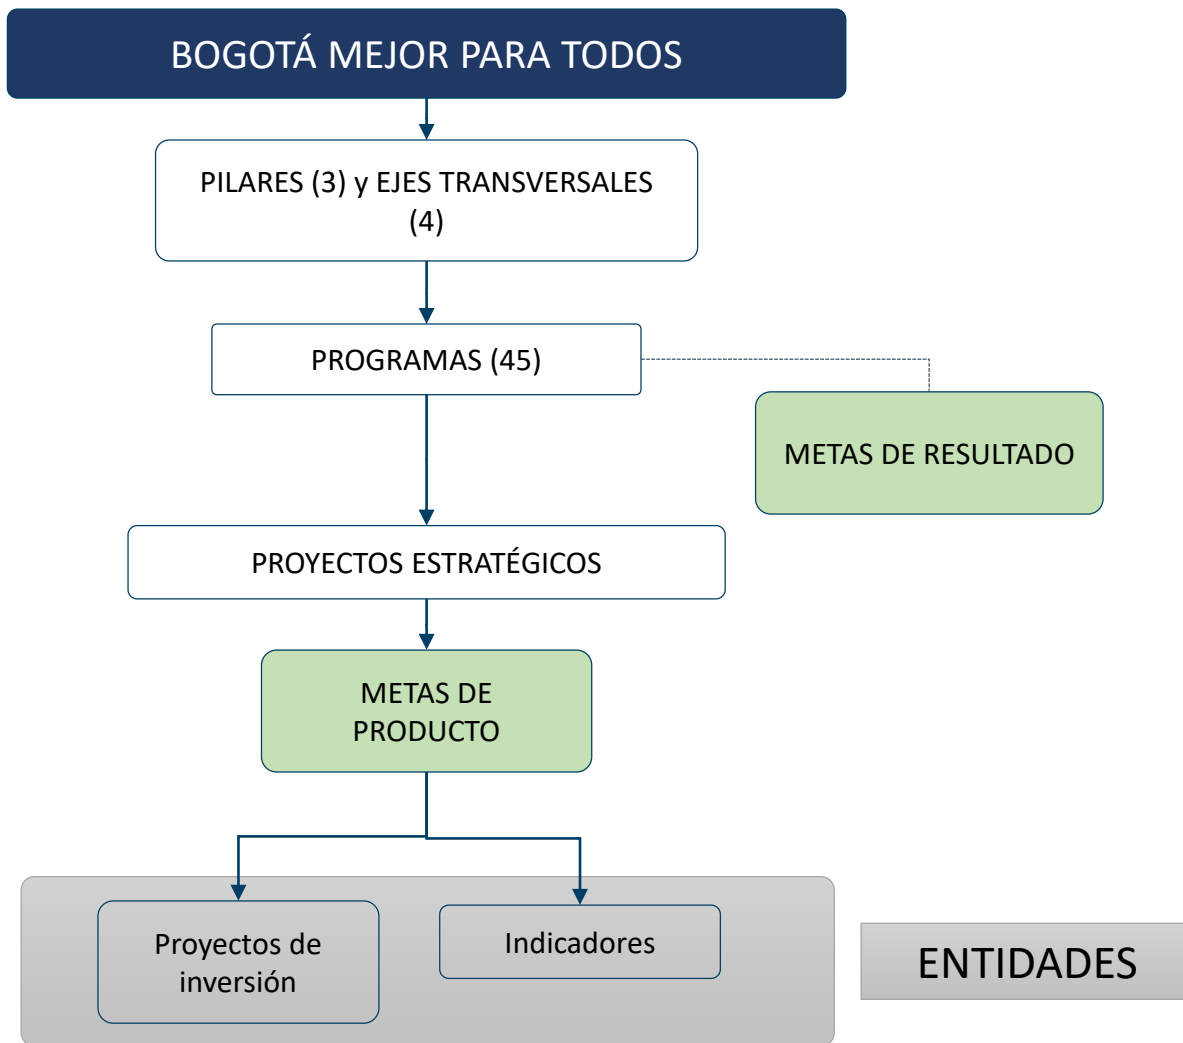 BOGOTÁ MEJOR PARA TODOS
PILARES (3) y EJES TRANSVERSALES
(4)
PROGRAMAS (45)
METAS DE RESULTADO
PROYECTOS ESTRATÉGICOS
METAS DE
PRODUCTO
Proyectos de
inversión
Indicadores
ENTIDADES